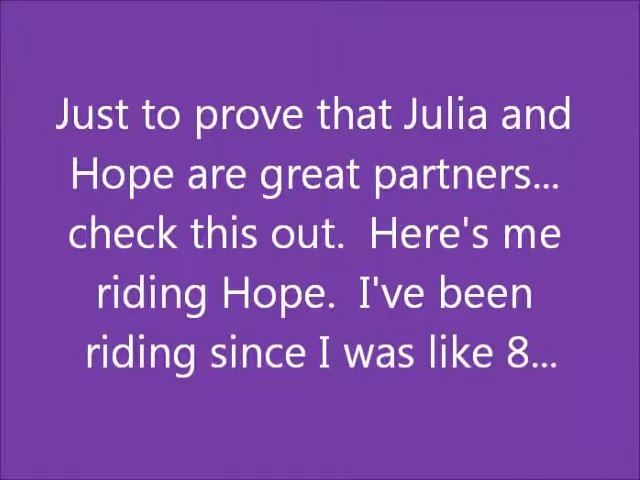 Just to prove that Julia and
Hope are great partners...
check this out.  Here's me
riding Hope.  I've been
riding since I was like 8...